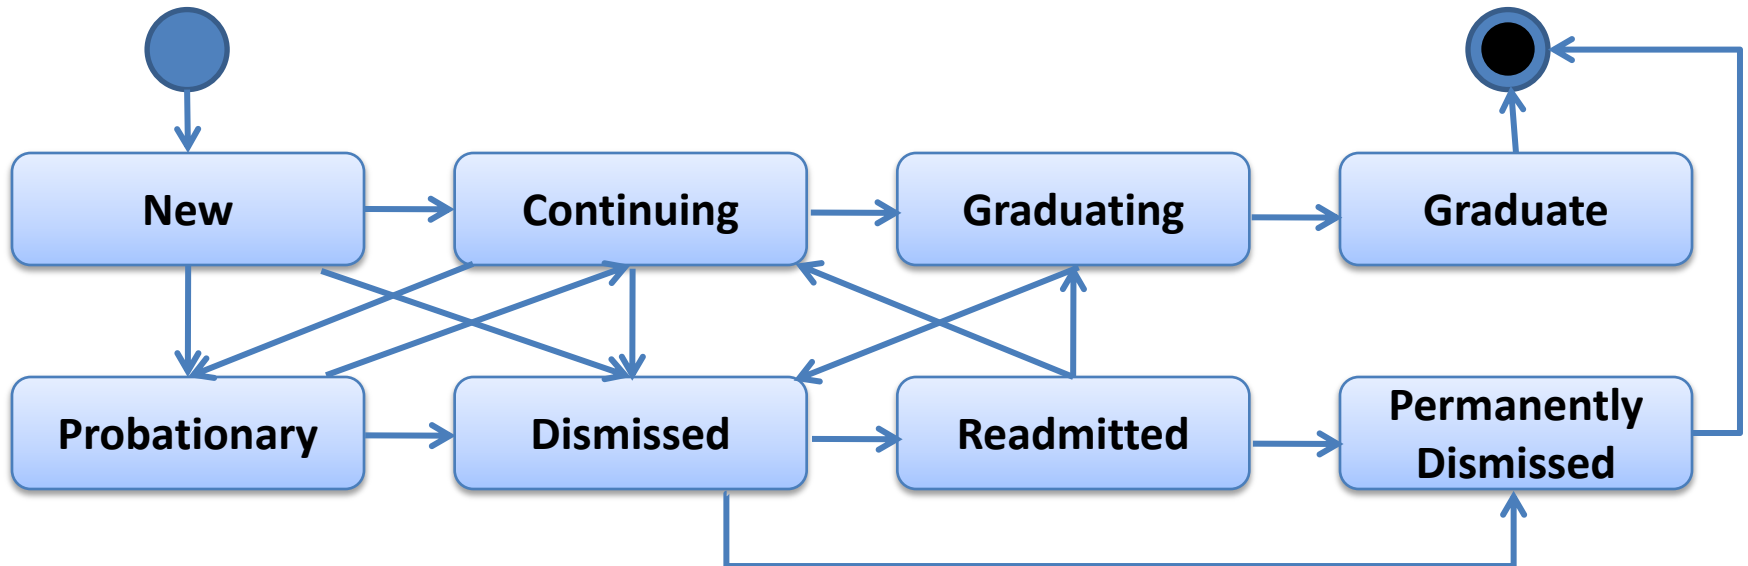 New
Continuing
Graduating
Graduate
Probationary
Dismissed
Readmitted
Permanently
Dismissed